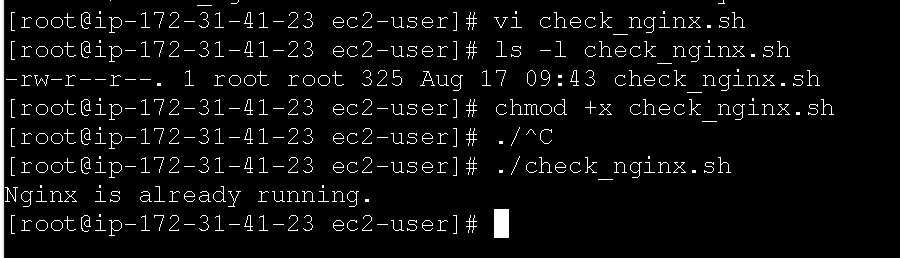 [root@ip-172-31-41-23 ec2-user]# vi check_nginx.sh
[root@ip-172-31-41-23 ec2-user]# ls -l check_nginx.sh
-rw-r--r--. 1 root root 325 Aug 17 09:43 check_nginx.sh
[root@ip-172-31-41-23 ec2-user]# chmod +x check_nginx.sh
[root@ip-172-31-41-23 ec2-user]# ./^C
[root@ip-172-31-41-23 ec2-user]# ./check_nginx.sh
Nginx is already running.
[root@ip-172-31-41-23 ec2-user]#